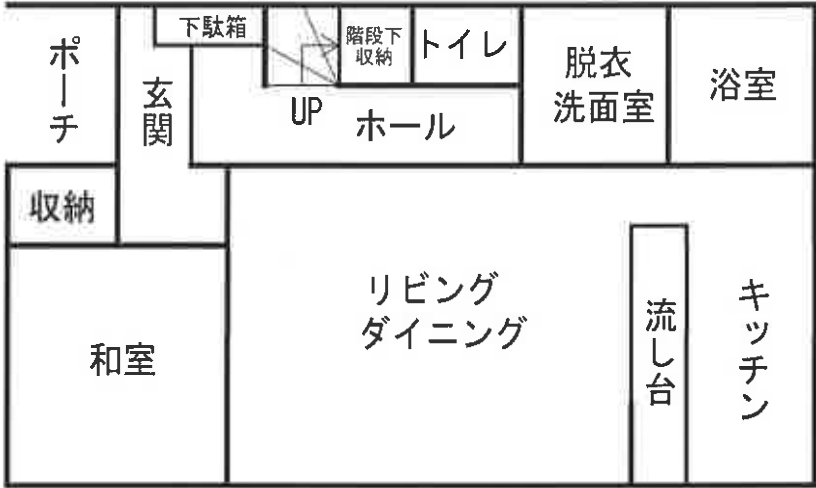 ポーチ
玄関
下駄箱
UP
階段下
収納
トイレ
ホール
脱衣
洗面室
浴室
収納
和室
リビング
ダイニング
流し台
キッチン